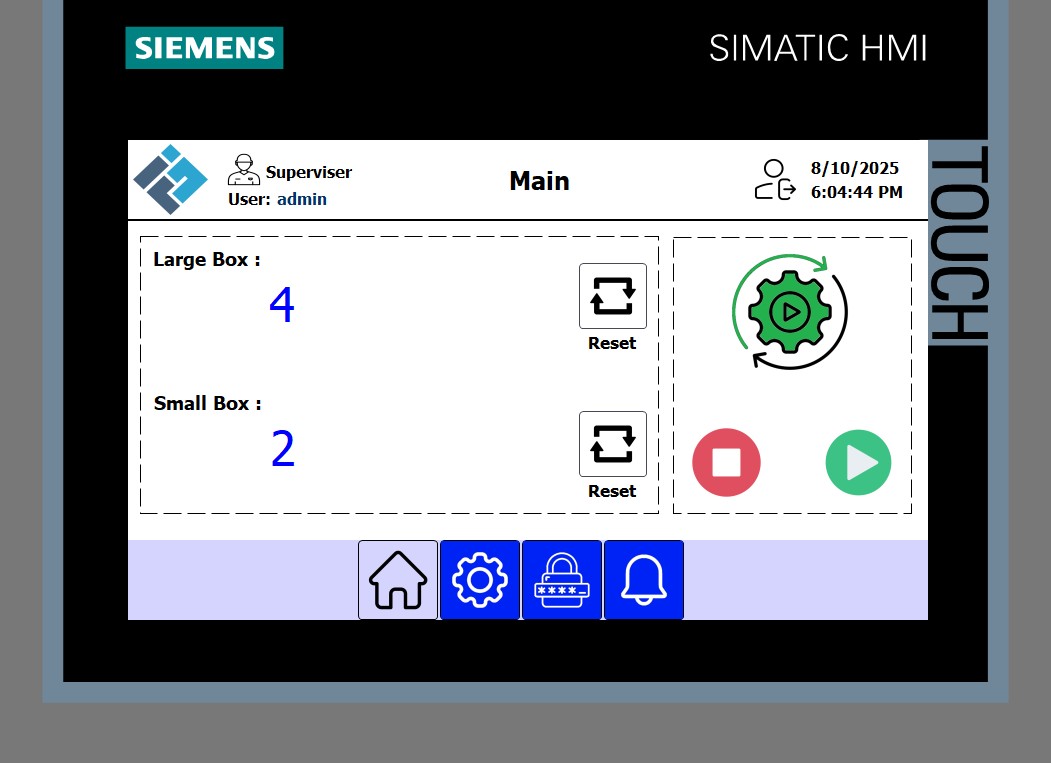 SIEMENS
SIMATIC HMI
TOUCH
Superviser
User: admin
Main
8/10/2025
6:04:44 PM
Large Box :
4
Reset
Small Box :
2
Reset
****_